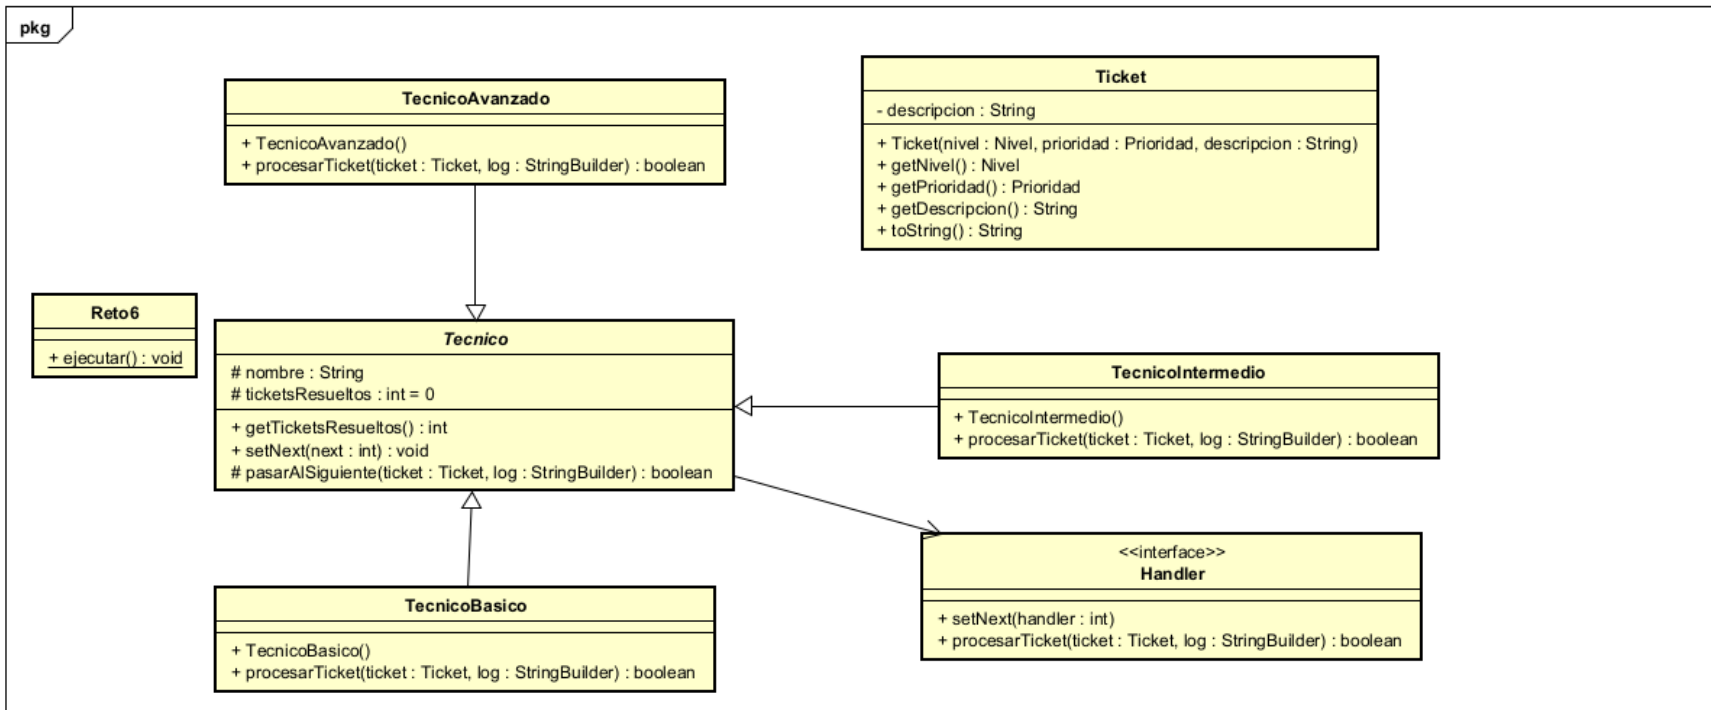 pkg
TecnicoAvanzado
+ TecnicoAvanzado()
+ procesarTicket(ticket : Ticket, log : StringBuilder) : boolean
Ticket
- descripcion : String
+ Ticket(nivel : Nivel, prioridad : Prioridad, descripcion : String)
+ getNivel() : Nivel
+ getPrioridad() : Prioridad
+ getDescripcion() : String
+ toString() : String
Reto6
+ ejecutar() : void
Tecnico
# nombre : String
# ticketsResueltos : int = 0
+ getTicketsResueltos() : int
+ setNext(next : int) : void
# pasarAlSiguiente(ticket : Ticket, log : StringBuilder) : boolean
TecnicoIntermedio
+ TecnicoIntermedio()
+ procesarTicket(ticket : Ticket, log : StringBuilder) : boolean
<<interface>>
Handler
+ setNext(handler : int)
+ procesarTicket(ticket : Ticket, log : StringBuilder) : boolean
TecnicoBasico
+ TecnicoBasico()
+ procesarTicket(ticket : Ticket, log : StringBuilder) : boolean